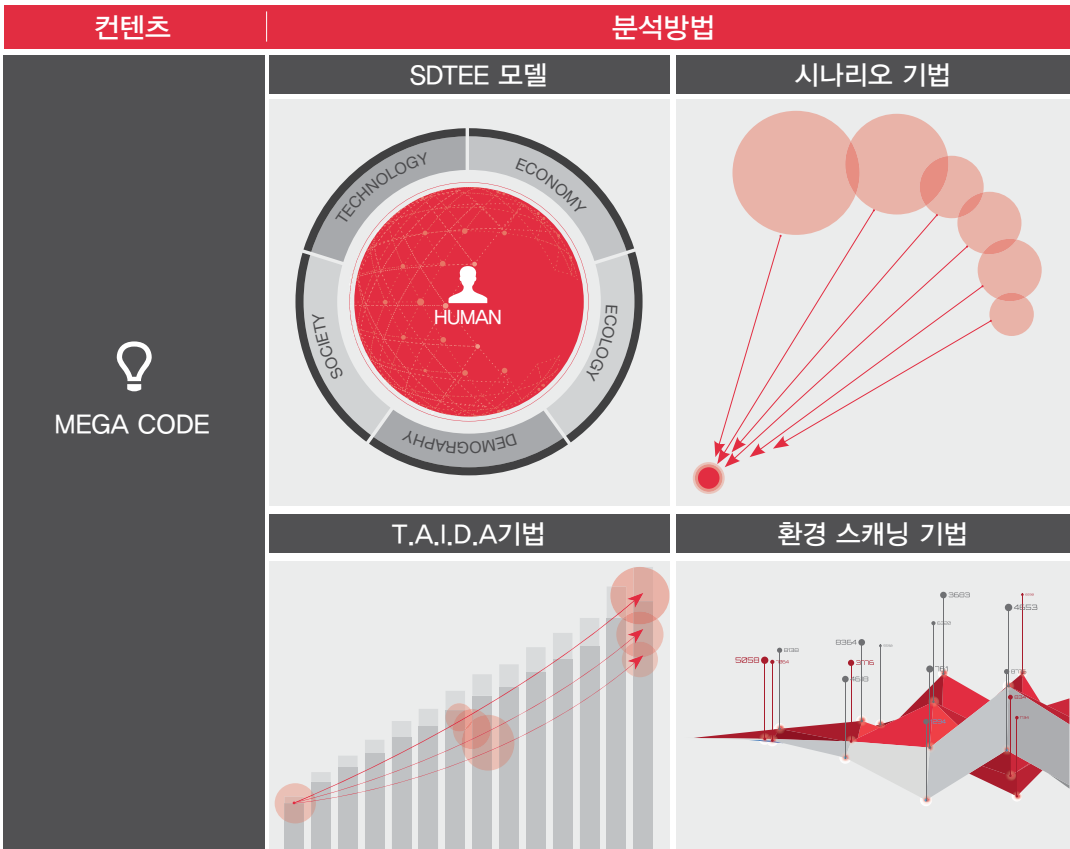 컨텐츠
분석방법
SDTEE 모델
시나리오 기법
TECHNOLOGY
ECONOMY
HUMAN
SOCIETY
ECOLOGY
DEMOGRAPHY
MEGA CODE
T.A.I.D.A기법
환경 스캐닝 기법
3683
4653
8364
5058
3776
4618